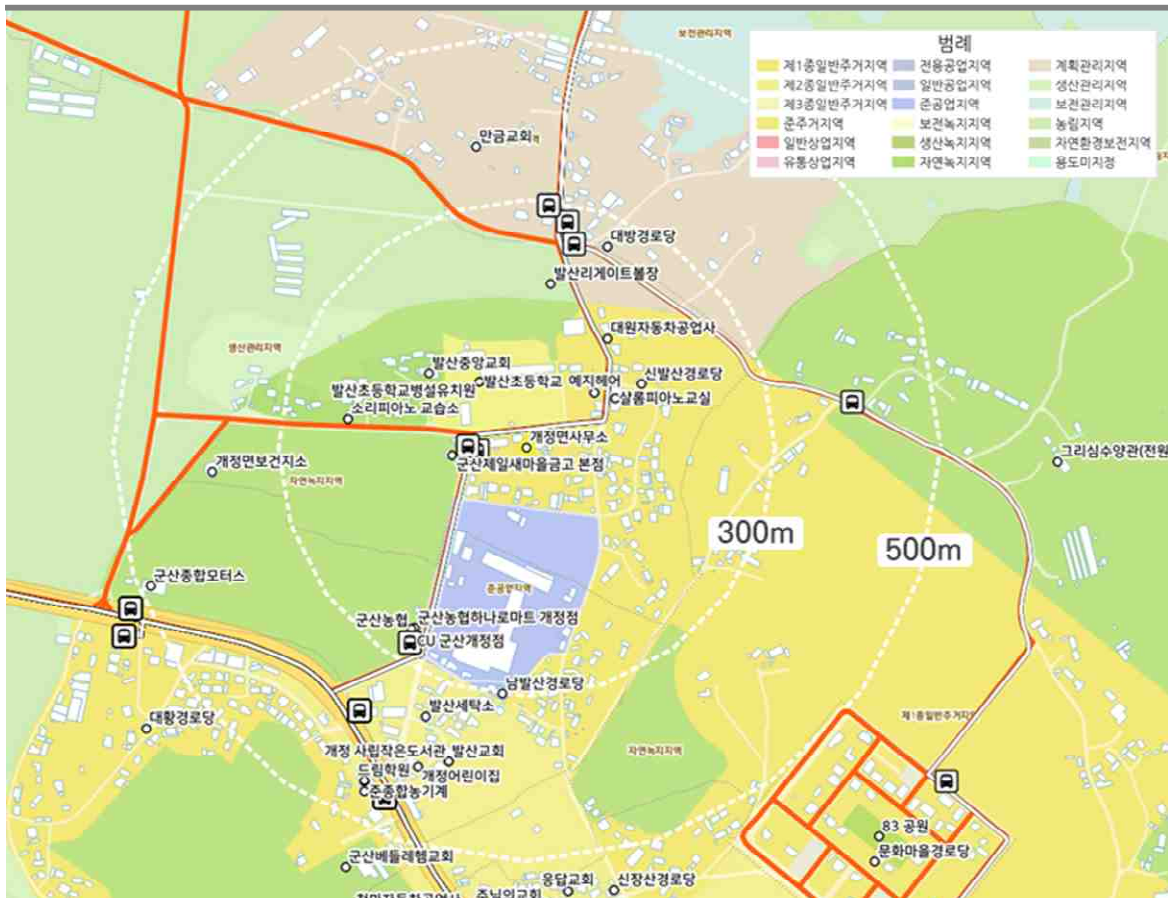 보전관리지역
범례
제1종일반주거지역 전용공업지역 계획관리지역
제2종일반주거지역 일반공업지역 생산관리지역
제3종일반주거지역 준공업지역 보전관리지역
준주거지역 보전녹지지역 농림지역
일반상업지역 생산녹지지역 자연환경보전지역
유통상업지역 자연녹지지역 용도미지정
만금교회
대방경로당
발산리게이트볼장
대원자동차공업사
생산관리지역
발산중앙교회
발산초등학교 예지헤어
신발산경로당
발산초등학교병설유치원
C샬롬피아노교실
소리피아노 교습소
개정면사무소
군산제일새마을금고 본점
개정면보건지소
자연녹지지역
그리심수양관(전원
300m
500m
군산종합모터스
준공업지역
군산농협
군산농협하나로마트 개정점
CU 군산개정점
남발산경로당
발산세탁소
대황경로당
제1종일반주거지
개정 사립작은도서관
발산교회
자연녹지지역
드림학원
개정어린이집
준종합농기계
83 공원
문화마을경로당
군산베들레헴교회
응답교회
신장산경로당
주님의교회